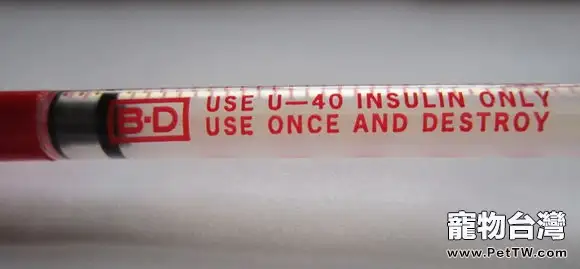 B-D
USE U—40 INSULIN ONLY
USE ONCE AND DESTROY
寵物台灣
www.PetTW.com